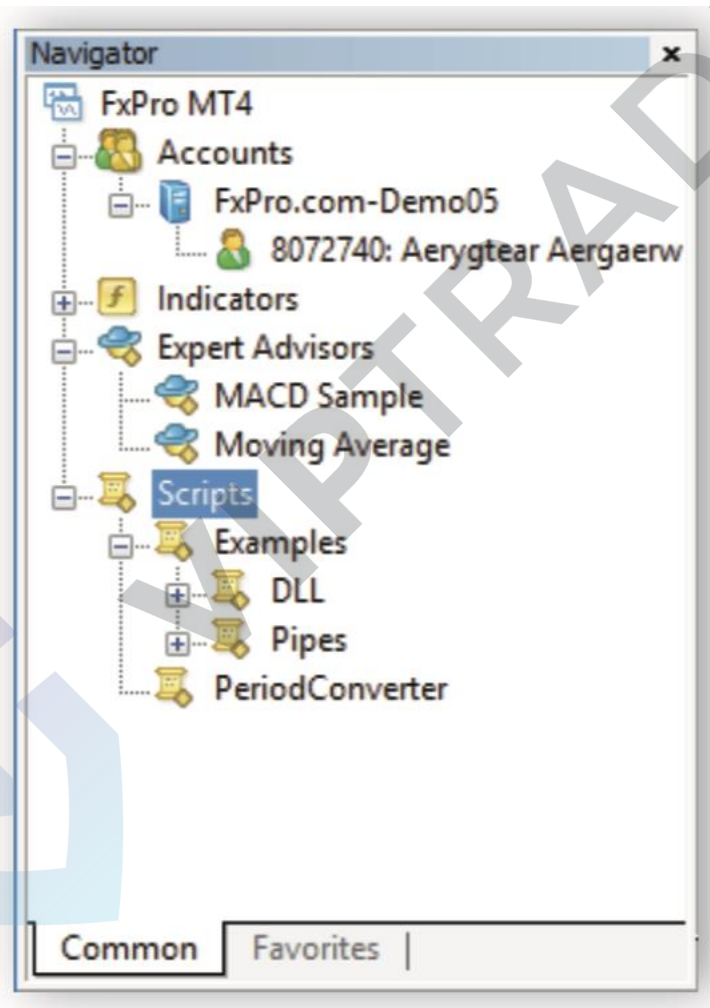 Navigator
FxPro MT4
Accounts
FxPro.com-Demo05
8072740: Aerygtear Aergaerw
Indicators
Expert Advisors
MACD Sample
Moving Average
Scripts
Examples
DLL
Pipes
PeriodConverter
Common Favorites
VIPTRAD